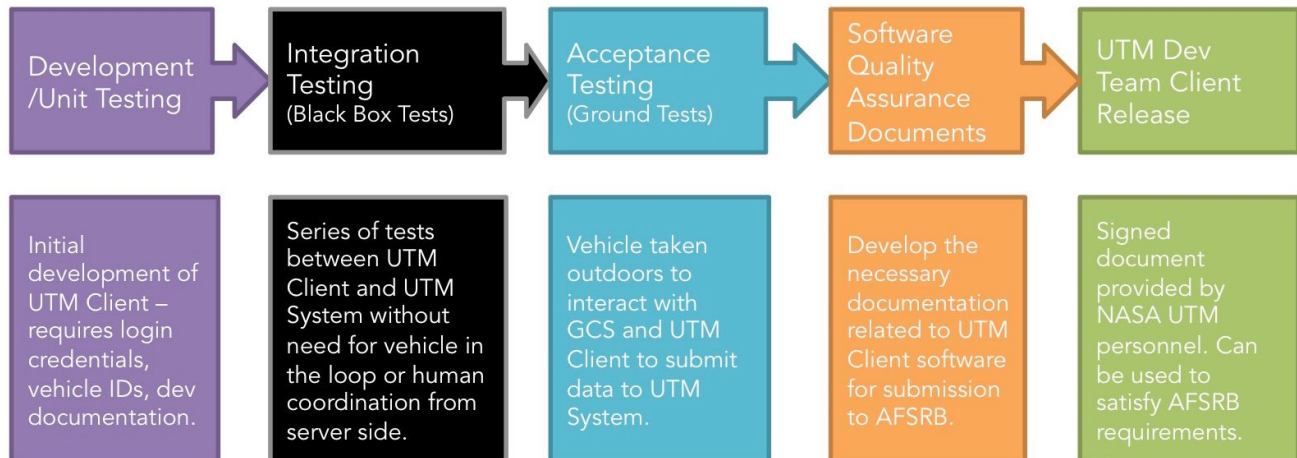 Development
/Unit Testing
Integration
Testing
(Black Box Tests)
Acceptance
Testing
(Ground Tests)
Software
Quality
Assurance
Documents
UTM Dev
Team Client
Release
Initial
development of
UTM Client –
requires login
credentials,
vehicle IDs, dev
documentation.
Series of tests
between UTM
Client and UTM
System without
need for vehicle in
the loop or human
coordination from
server side.
Vehicle taken
outdoors to
interact with
GCS and UTM
Client to submit
data to UTM
System.
Develop the
necessary
documentation
related to UTM
Client software
for submission
to AFSRB.
Signed
document
provided by
NASA UTM
personnel. Can
be used to
satisfy AFSRB
requirements.